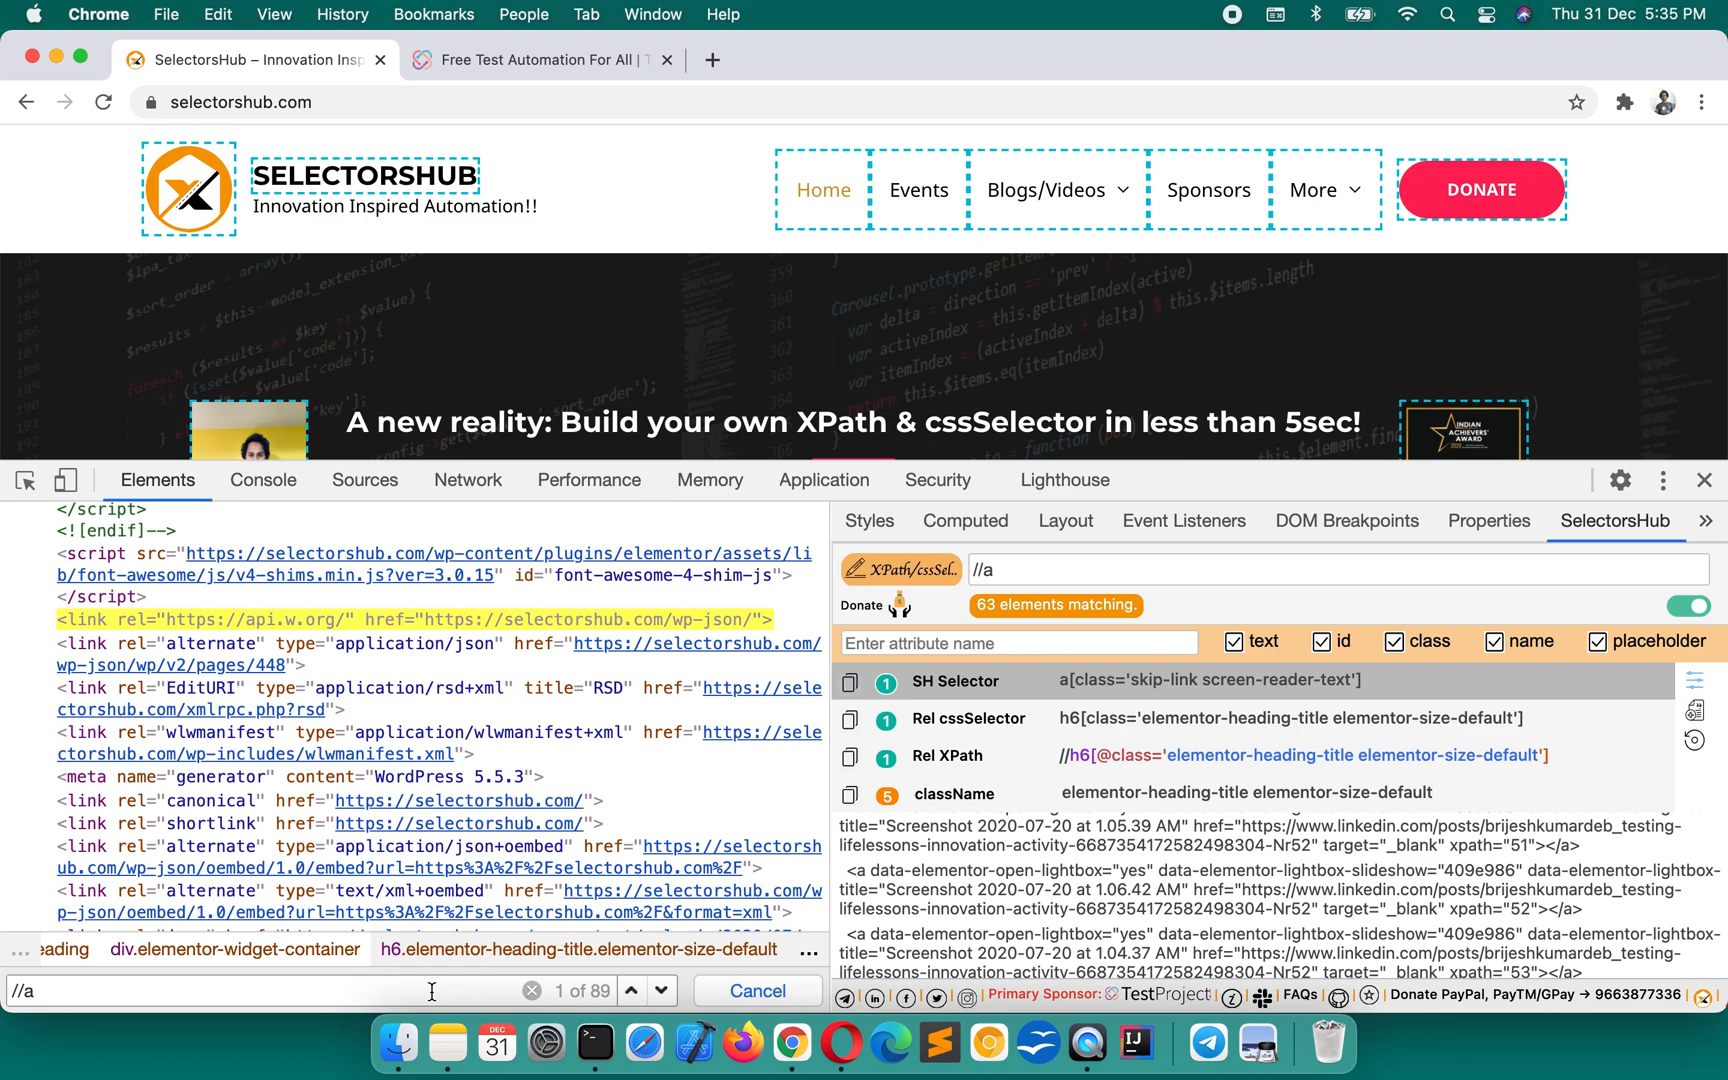 Chrome File Edit View History Bookmarks People Tab Window Help Thu 31 Dec 5:35 PM
SelectorsHub – Innovation Insp
Free Test Automation For All | T
selectorshub.com
SELECTORSHUB
Innovation Inspired Automation!!
Home Events Blogs/Videos Sponsors More DONATE
A new reality: Build your own XPath & cssSelector in less than 5sec!
INDIAN
ACHIEVERS'
AWARD
Elements Console Sources Network Performance Memory Application Security Lighthouse
</script>
<![endif]-->
<script src="https://selectorshub.com/wp-content/plugins/elementor/assets/li
b/font-awesome/js/v4-shims.min.js?ver=3.0.15" id="font-awesome-4-shim-js">
</script>
<link rel="https://api.w.org/" href="https://selectorshub.com/wp-json/">
<link rel="alternate" type="application/json" href="https://selectorshub.com/
wp-json/wp/v2/pages/448">
<link rel="EditURI" type="application/rsd+xml" title="RSD" href="https://sele
ctorshub.com/xmlrpc.php?rsd">
<link rel="wlwmanifest" type="application/wlwmanifest+xml" href="https://sele
ctorshub.com/wp-includes/wlwmanifest.xml">
<meta name="generator" content="WordPress 5.5.3">
<link rel="canonical" href="https://selectorshub.com/">
<link rel="shortlink" href="https://selectorshub.com/">
<link rel="alternate" type="application/json+oembed" href="https://selectorsh
ub.com/wp-json/oembed/1.0/embed?url=https%3A%2F%2Fselectorshub.com%2F">
<link rel="alternate" type="text/xml+oembed" href="https://selectorshub.com/w
p-json/oembed/1.0/embed?url=https%3A%2F%2Fselectorshub.com%2F&format=xml">
... eading div.elementor-widget-container h6.elementor-heading-title.elementor-size-default ...
//a 1 of 89 Cancel
Styles Computed Layout Event Listeners DOM Breakpoints Properties SelectorsHub »
XPath/cssSel.. //a
Donate 63 elements matching.
Enter attribute name text id class name placeholder
1 SH Selector a[class='skip-link screen-reader-text']
1 Rel cssSelector h6[class='elementor-heading-title elementor-size-default']
1 Rel XPath //h6[@class='elementor-heading-title elementor-size-default']
5 className elementor-heading-title elementor-size-default
title="Screenshot 2020-07-20 at 1.05.39 AM" href="https://www.linkedin.com/posts/brijeshkumardeb_testing-
lifelessons-innovation-activity-6687354172582498304-Nr52" target="_blank" xpath="51"></a>
<a data-elementor-open-lightbox="yes" data-elementor-lightbox-slideshow="409e986" data-elementor-lightbox-
title="Screenshot 2020-07-20 at 1.06.42 AM" href="https://www.linkedin.com/posts/brijeshkumardeb_testing-
lifelessons-innovation-activity-6687354172582498304-Nr52" target="_blank" xpath="52"></a>
<a data-elementor-open-lightbox="yes" data-elementor-lightbox-slideshow="409e986" data-elementor-lightbox-
title="Screenshot 2020-07-20 at 1.04.37 AM" href="https://www.linkedin.com/posts/brijeshkumardeb_testing-
lifelessons-innovation-activity-6687354172582498304-Nr52" target="_blank" xpath="53"></a>
Primary Sponsor: TestProject | FAQs | Donate PayPal, PayTM/GPay → 9663877336
DEC
31
IJ